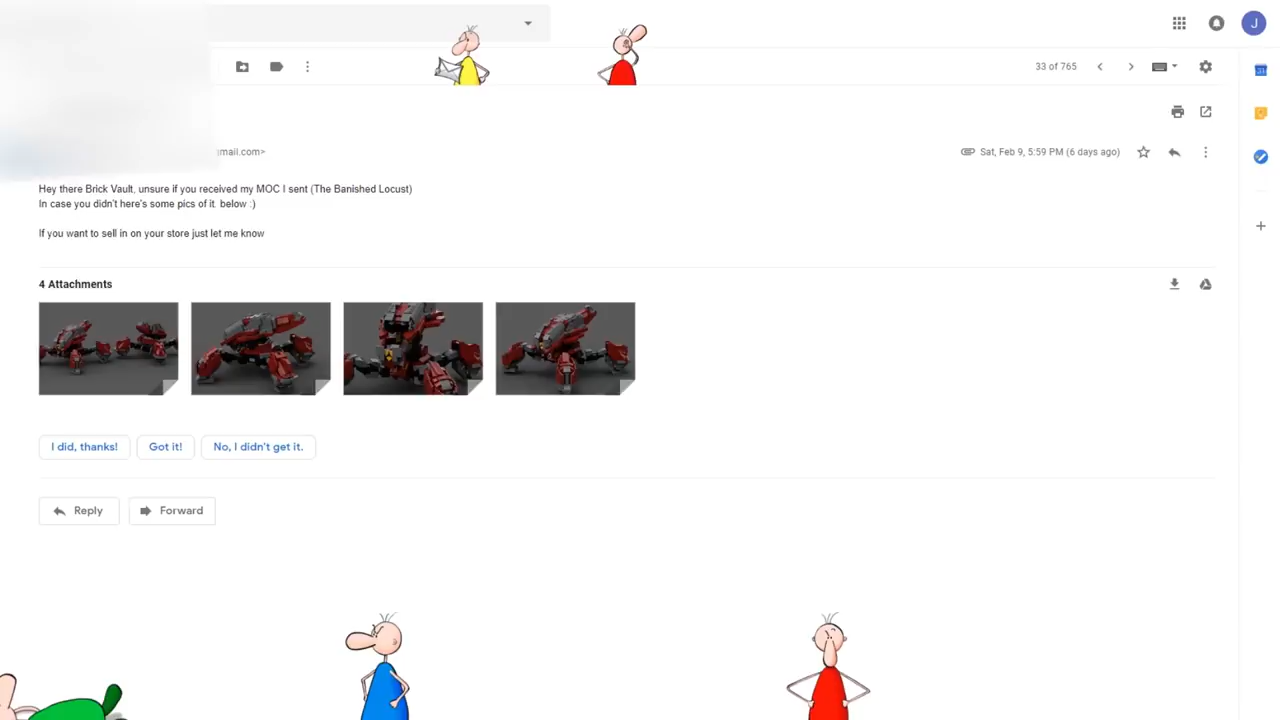 J
33 of 765
mail.com>
Sat, Feb 9, 5:59 PM (6 days ago)
Hey there Brick Vault, unsure if you received my MOC I sent (The Banished Locust)
In case you didn't here's some pics of it below :)
If you want to sell in on your store just let me know
4 Attachments
I did, thanks!
Got it!
No, I didn't get it.
Reply
Forward